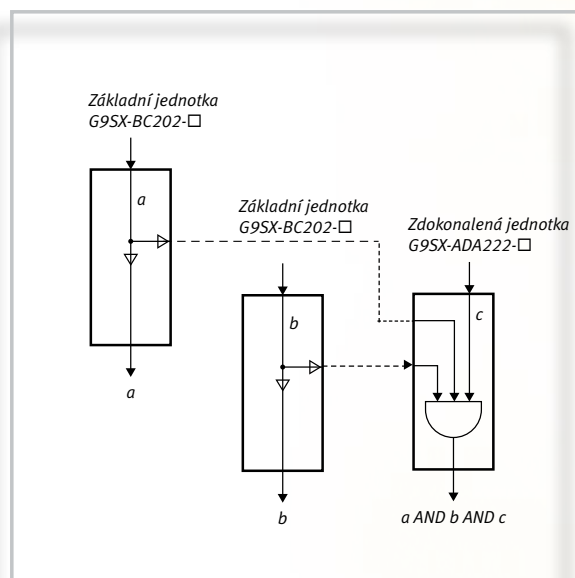 Základní jednotka
G9SX-BC202-□
a
Základní jednotka
G9SX-BC202-□
Zdokonalená jednotka
G9SX-ADA222-□
b
c
a
b
a AND b AND c